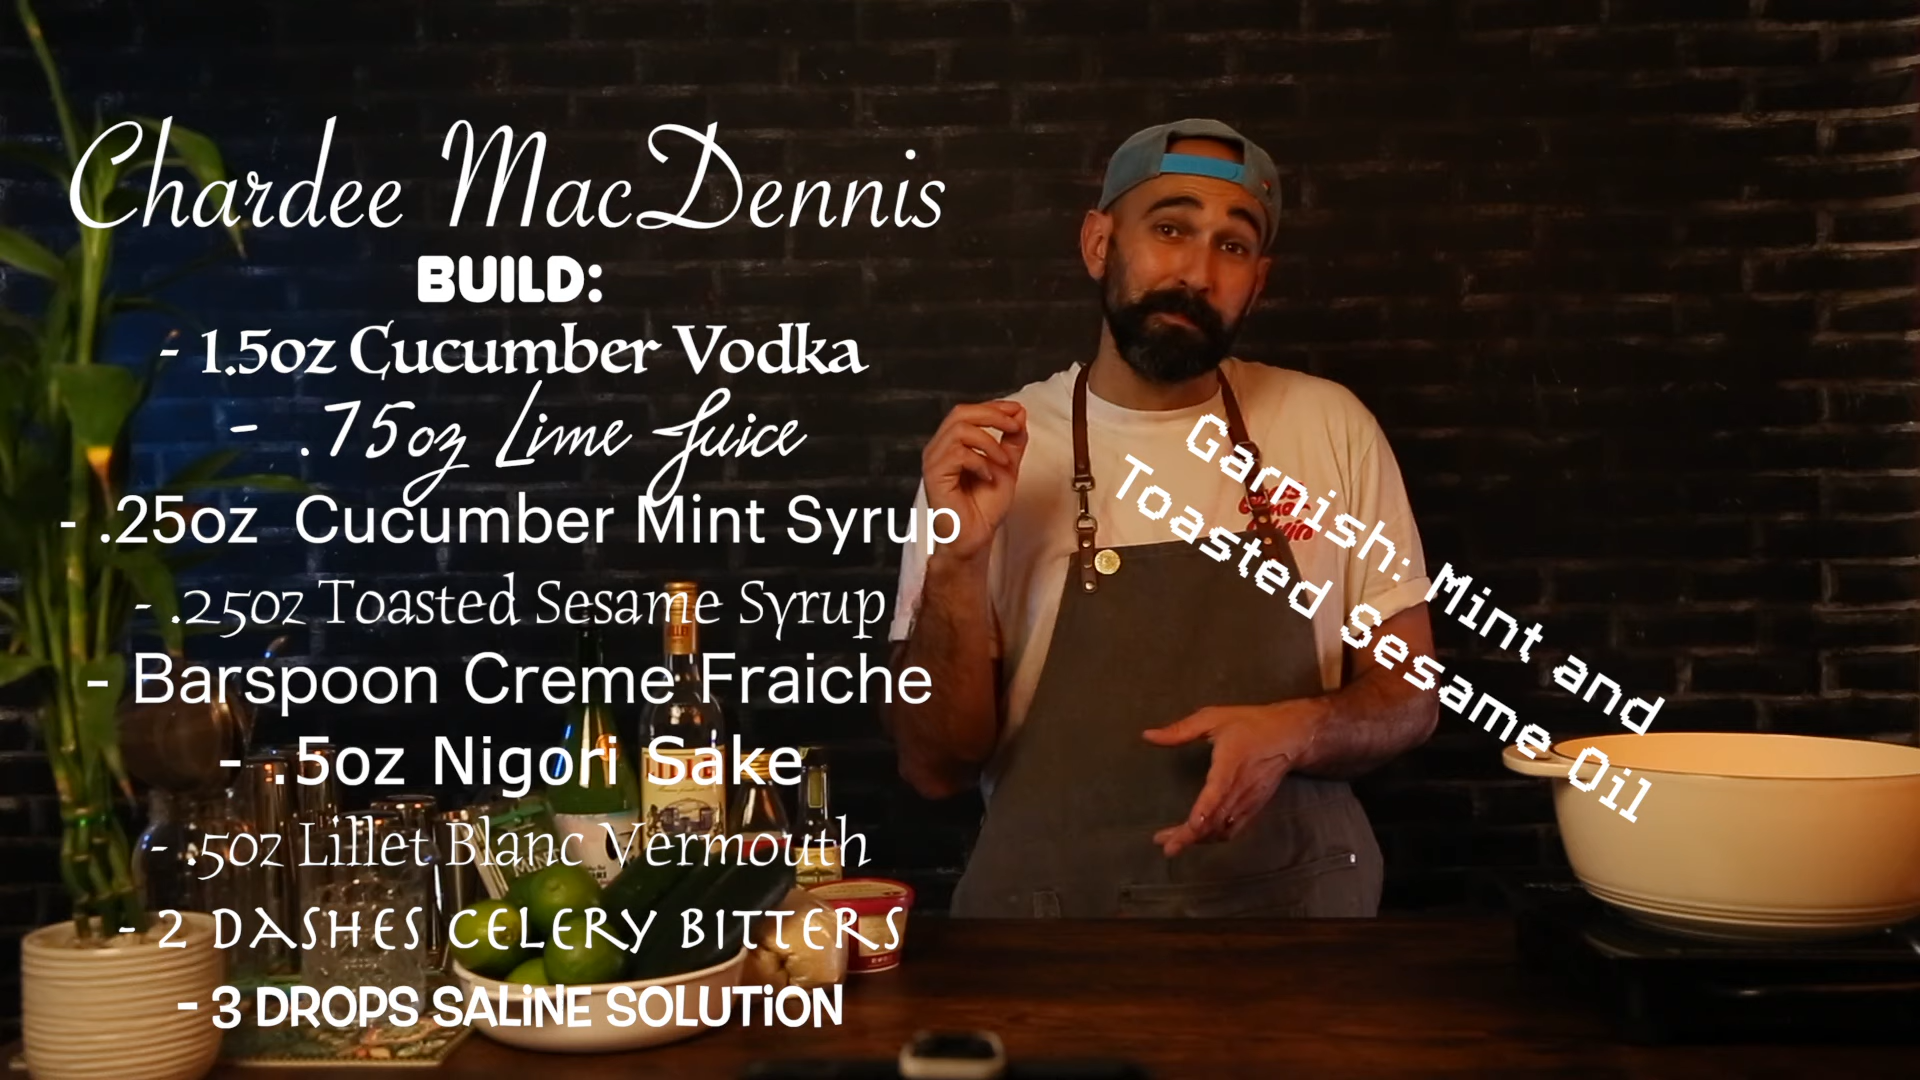 Chardee MacDennis
BUILD:
- 1.5oz Cucumber Vodka
- .75oz Lime Juice
- .25oz Cucumber Mint Syrup
- .25oz Toasted Sesame Syrup
- Barspoon Creme Fraiche
- .5oz Nigori Sake
- .5oz Lillet Blanc Vermouth
- 2 DASHES CELERY BITTERS
- 3 DROPS SALINE SOLUTION
Garnish: Mint and
Toasted Sesame Oil